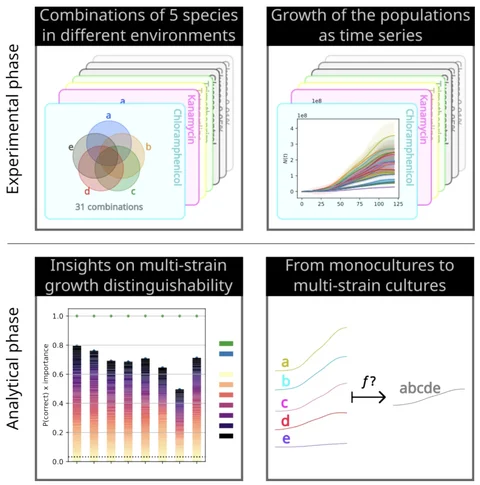 Experimental phase
Combinations of 5 species
in different environments
a
a
b
c
d
e
31 combinations
Chloramphenicol
Kanamycin
Growth of the populations
as time series
1e8
1e8
N(t)
4
3
2
1
0
0 25 50 75 100 125
Chloramphenicol
Kanamycin
Analytical phase
Insights on multi-strain
growth distinguishability
P(correct) x importance
1.0
0.8
0.6
0.4
0.2
0.0
From monocultures to
multi-strain cultures
a
b
c
d
e
f?
abcde